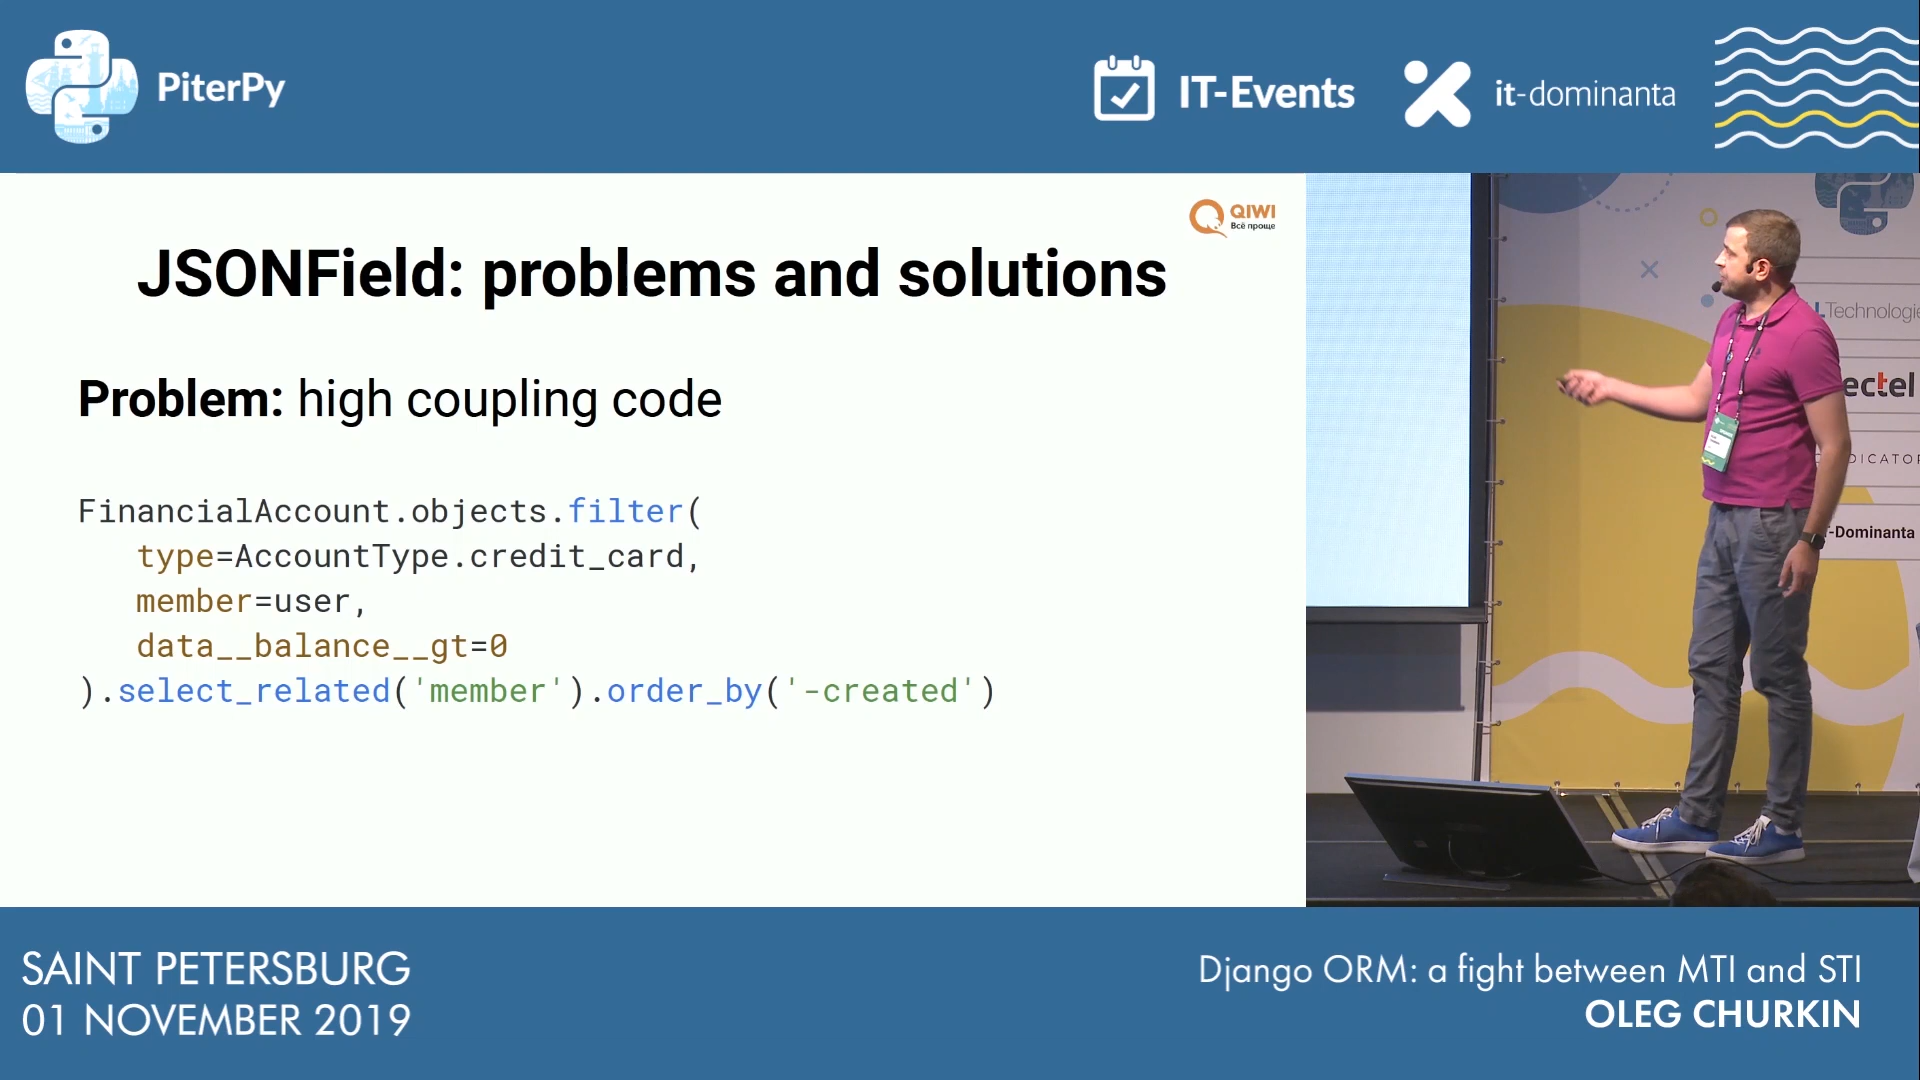 PiterPy
IT-Events
it-dominanta
QIWI
Всё проще
JSONField: problems and solutions
Problem: high coupling code
FinancialAccount.objects.filter(
type=AccountType.credit_card,
member=user,
data__balance__gt=0
).select_related('member').order_by('-created')
Technologie
ectel
DICATOR
-Dominanta
SAINT PETERSBURG
01 NOVEMBER 2019
Django ORM: a fight between MTI and STI
OLEG CHURKIN